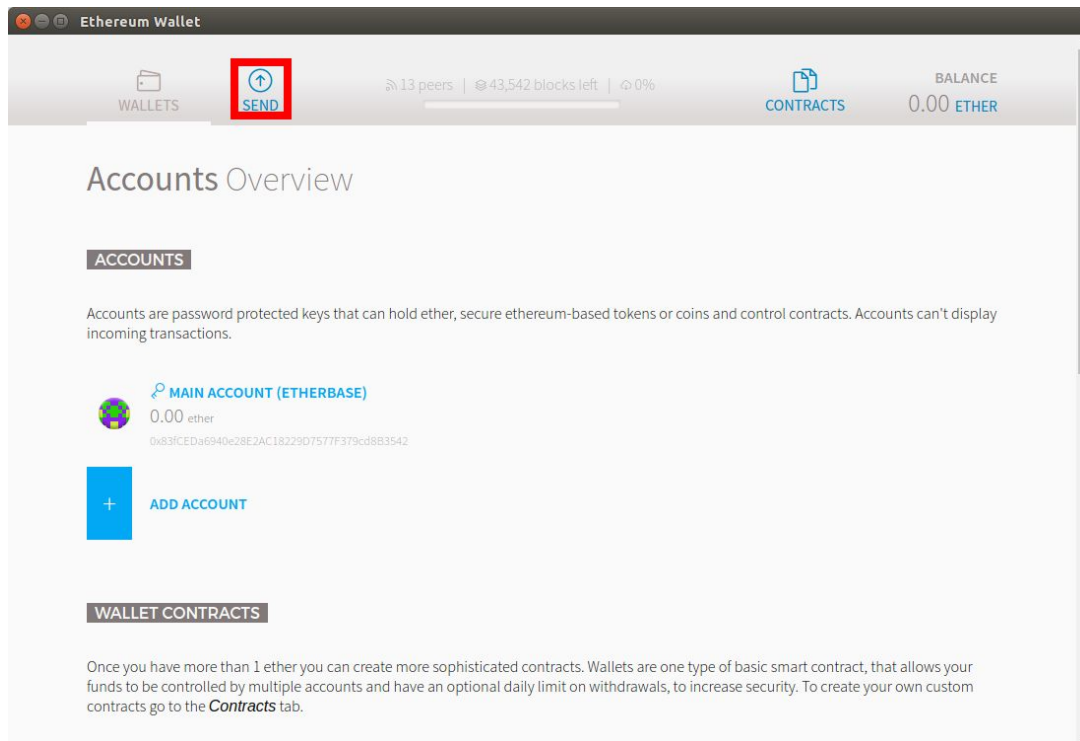 Ethereum Wallet
WALLETS
SEND
13 peers | 43,542 blocks left | 0%
CONTRACTS
BALANCE
0.00 ETHER
Accounts Overview
ACCOUNTS
Accounts are password protected keys that can hold ether, secure ethereum-based tokens or coins and control contracts. Accounts can't display
incoming transactions.
MAIN ACCOUNT (ETHERBASE)
0.00 ether
0x83fCEDa6940e28E2AC18229D7577F379cd8B3542
+ ADD ACCOUNT
WALLET CONTRACTS
Once you have more than 1 ether you can create more sophisticated contracts. Wallets are one type of basic smart contract, that allows your
funds to be controlled by multiple accounts and have an optional daily limit on withdrawals, to increase security. To create your own custom
contracts go to the Contracts tab.